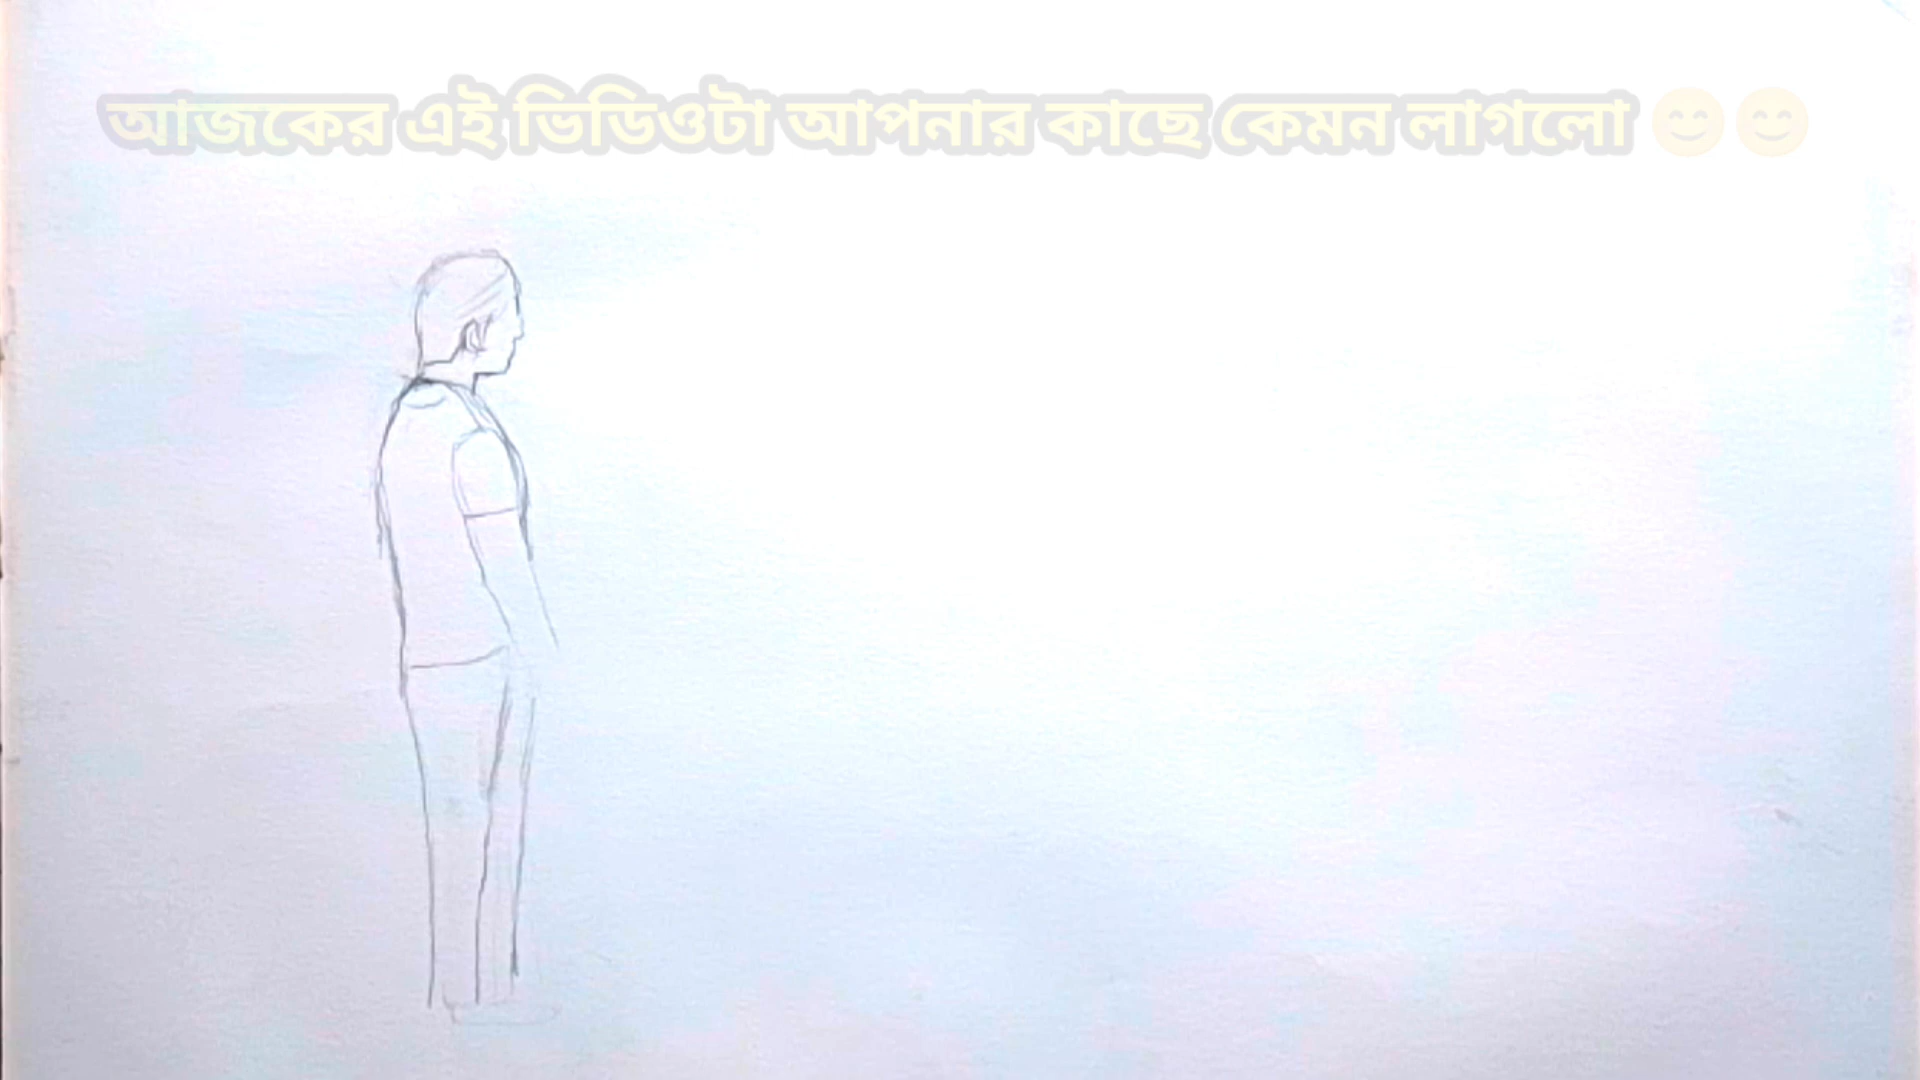 আজকের এই ভিডিওটা আপনার কাছে কেমন লাগলো 😊😊